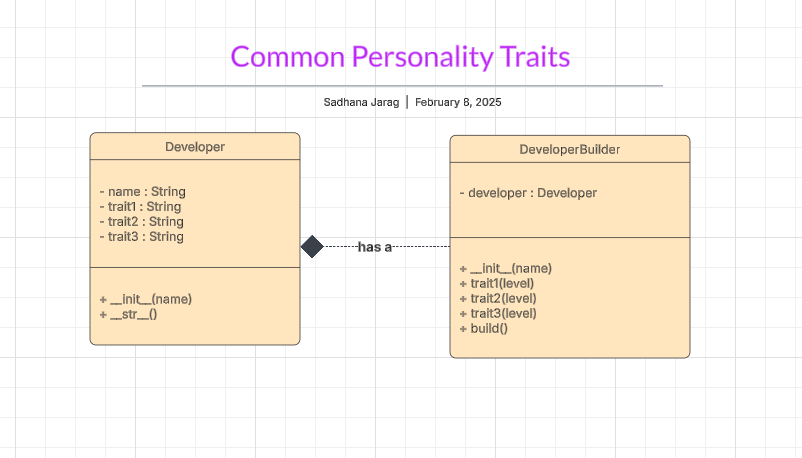 Common Personality Traits
Sadhana Jarag | February 8, 2025
Developer
- name : String
- trait1 : String
- trait2 : String
- trait3 : String
+ __init__(name)
+ __str__()
has a
DeveloperBuilder
- developer : Developer
+ __init__(name)
+ trait1(level)
+ trait2(level)
+ trait3(level)
+ build()